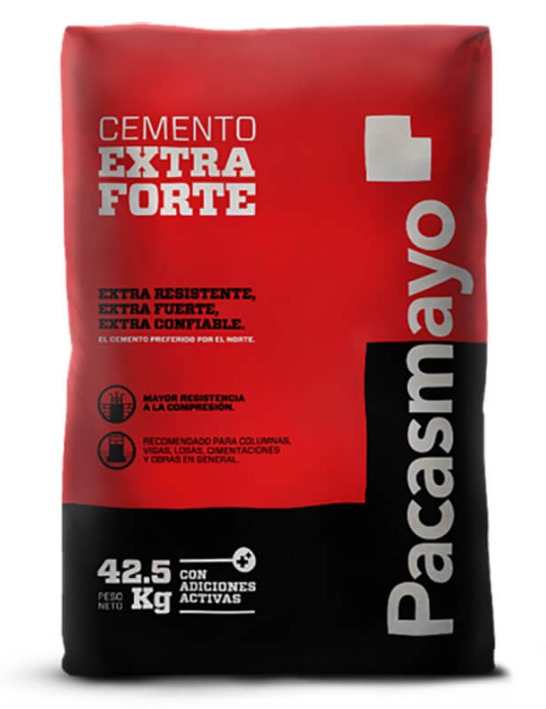 CEMENTO
EXTRA
FORTE
EXTRA RESISTENTE,
EXTRA FUERTE,
EXTRA CONFIABLE.
EL CEMENTO PREFERIDO POR EL NORTE.
MAYOR RESISTENCIA
A LA COMPRESIÓN.
RECOMENDADO PARA COLUMNAS,
VIGAS, LOSAS, CIMENTACIONES
Y OBRAS EN GENERAL.
42.5
PESO
NETO
Kg
CON
ADICIONES
ACTIVAS
Pacasmayo